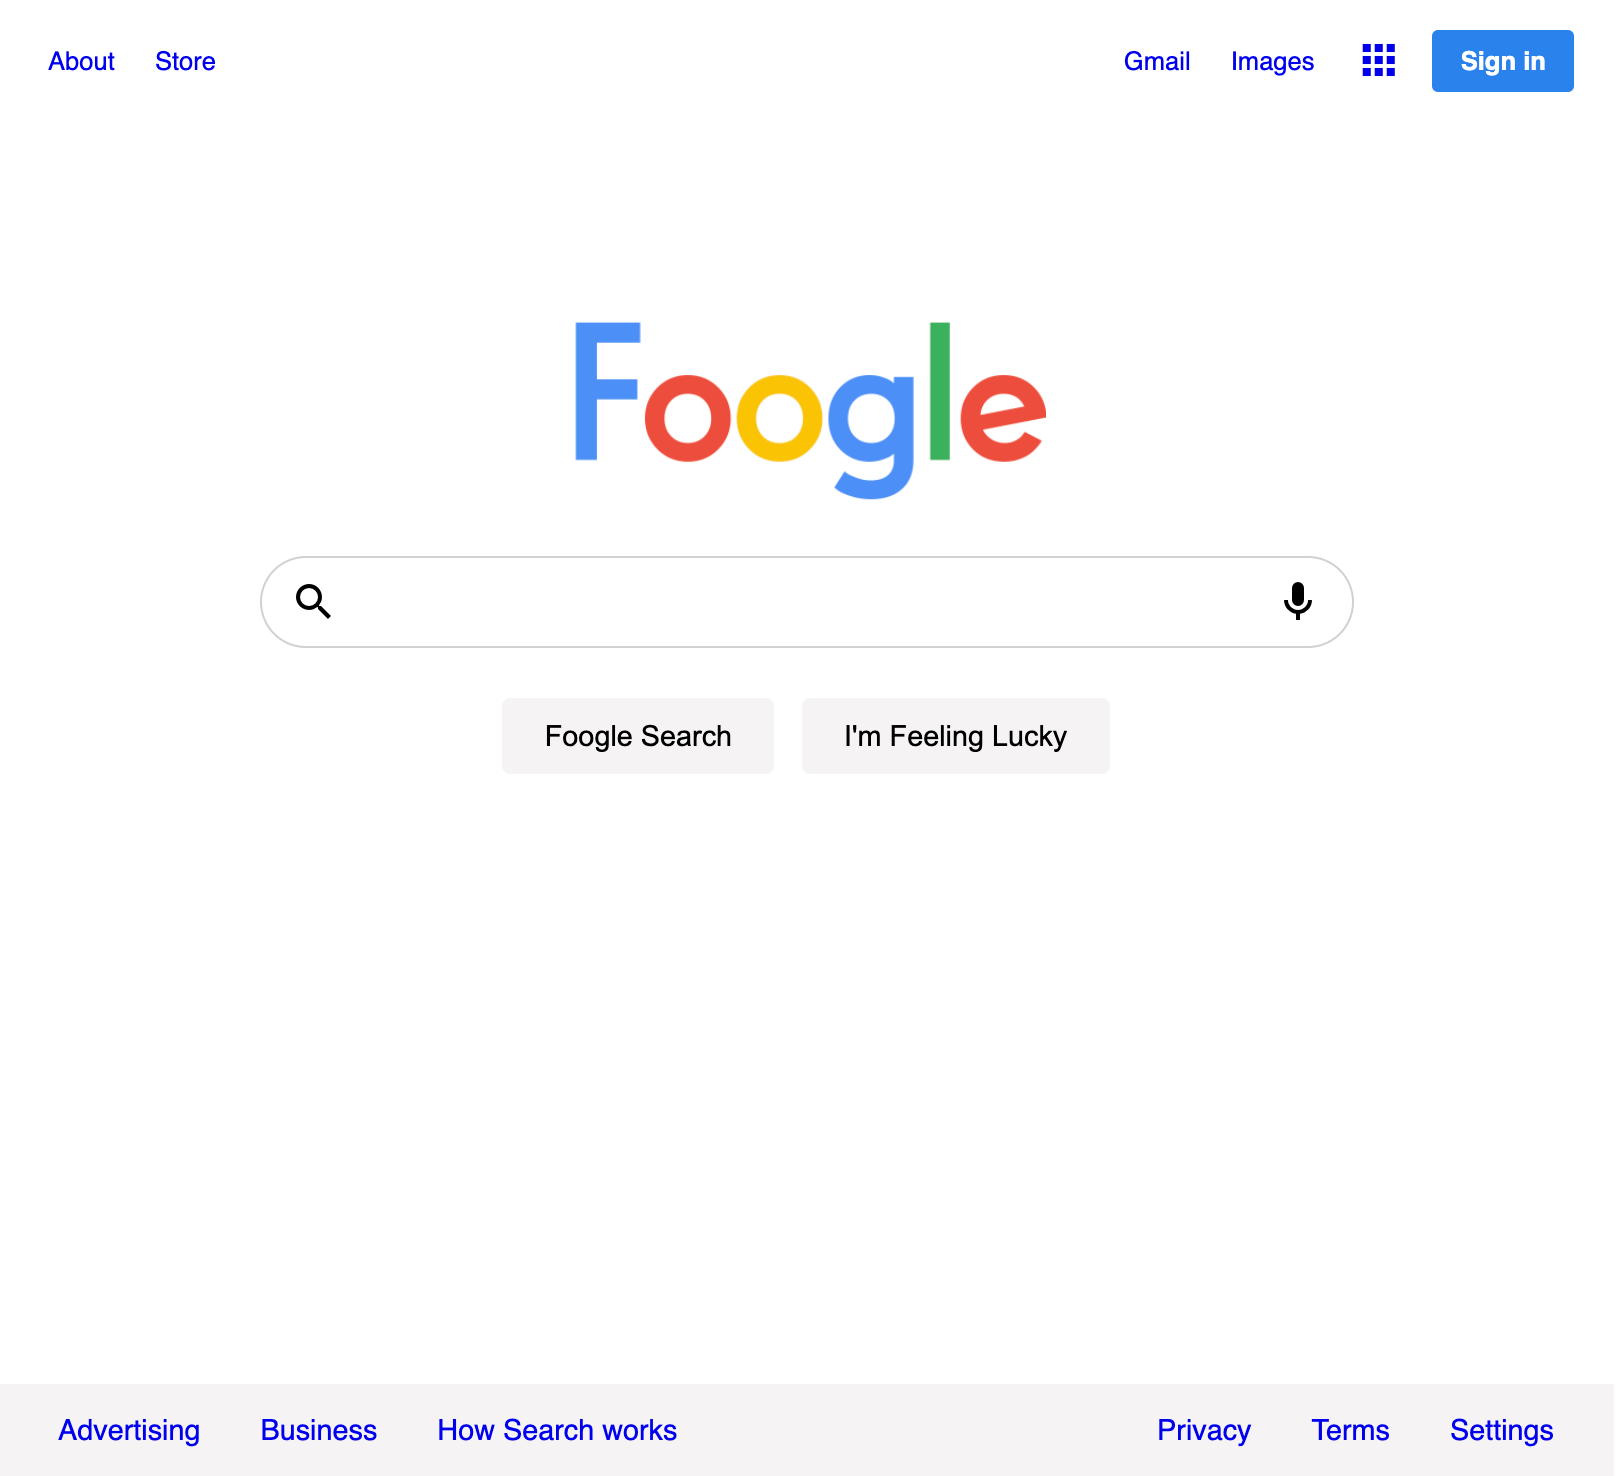 About Store Gmail Images Sign in
Foogle
Foogle Search I'm Feeling Lucky
Advertising Business How Search works Privacy Terms Settings